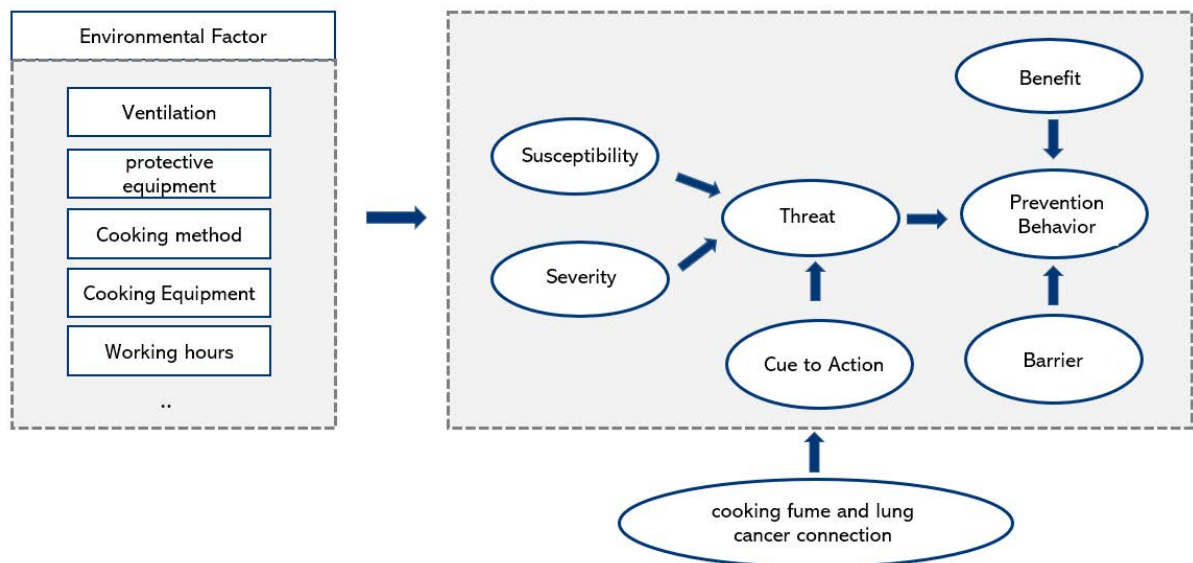 Environmental Factor
Ventilation
protective
equipment
Cooking method
Cooking Equipment
Working hours
..
Susceptibility
Severity
Threat
Cue to Action
Benefit
Prevention
Behavior
Barrier
cooking fume and lung
cancer connection